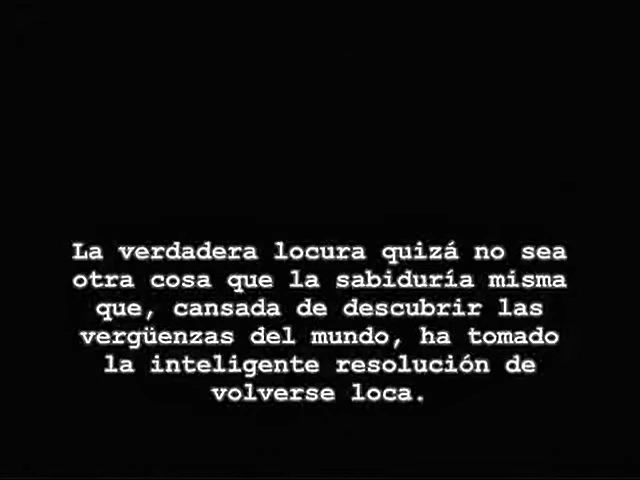 La verdadera locura quizá no sea
otra cosa que la sabiduría misma
que, cansada de descubrir las
vergüenzas del mundo, ha tomado
la inteligente resolución de
volverse loca.